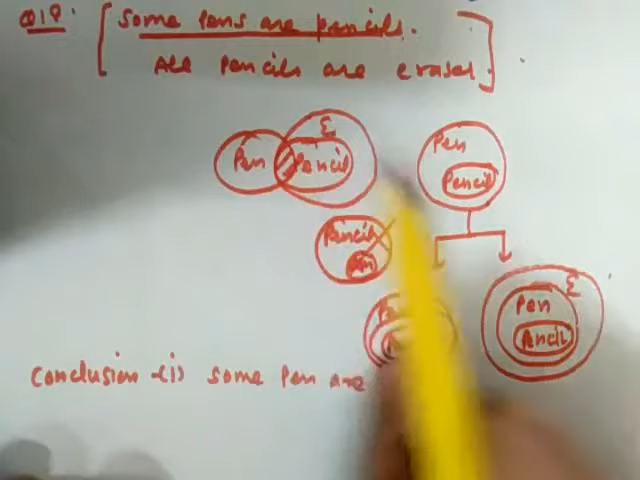 Q19.
Some Pens are pencils.
All pencils are eraser.
Pen Pencil Σ
Pen
Pencil
Pencils
Pen
Σ
Pen
Pencil
Conclusion (i) some Pen are